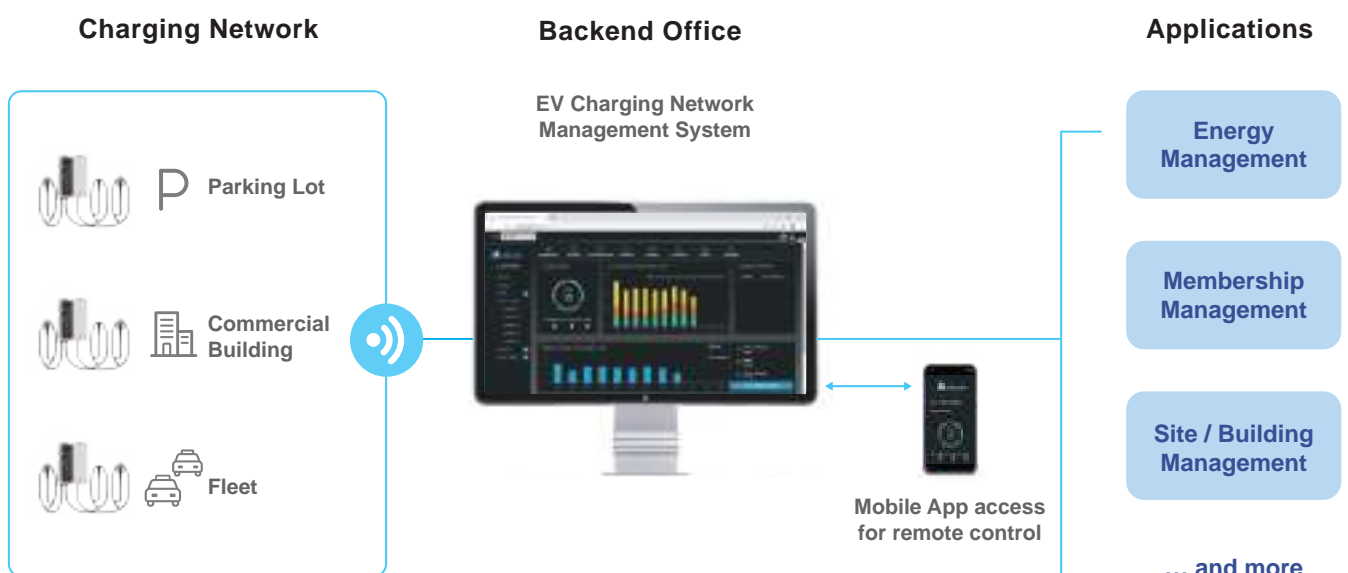 Charging Network
Backend Office
Applications
EV Charging Network
Management System
Parking Lot
Commercial
Building
Fleet
Mobile App access
for remote control
Energy
Management
Membership
Management
Site / Building
Management
... and more